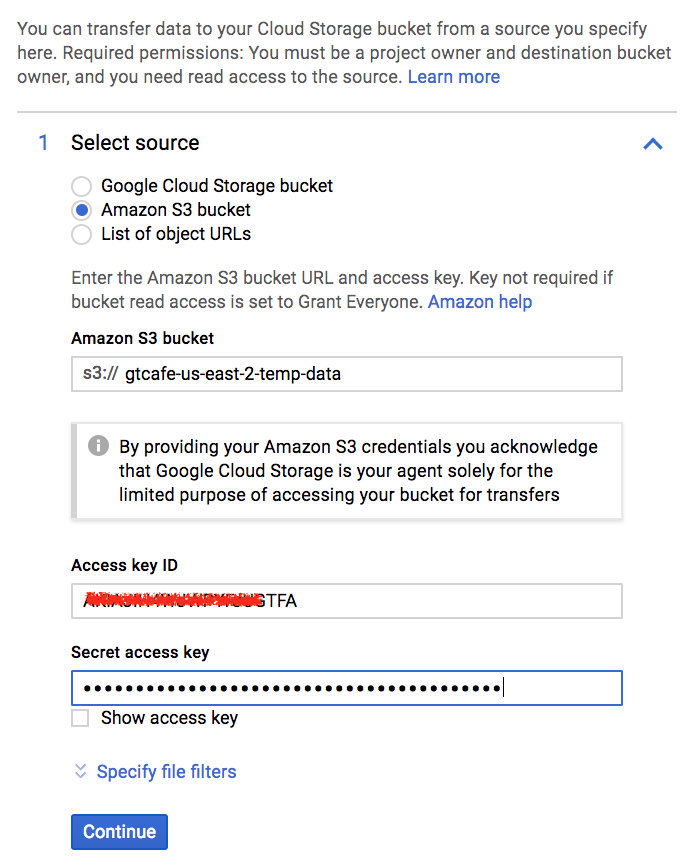 You can transfer data to your Cloud Storage bucket from a source you specify
here. Required permissions: You must be a project owner and destination bucket
owner, and you need read access to the source. Learn more
1 Select source
Google Cloud Storage bucket
Amazon S3 bucket
List of object URLs
Enter the Amazon S3 bucket URL and access key. Key not required if
bucket read access is set to Grant Everyone. Amazon help
Amazon S3 bucket
s3:// gtcafe-us-east-2-temp-data
By providing your Amazon S3 credentials you acknowledge
that Google Cloud Storage is your agent solely for the
limited purpose of accessing your bucket for transfers
Access key ID
GTFA
Secret access key
Show access key
Specify file filters
Continue